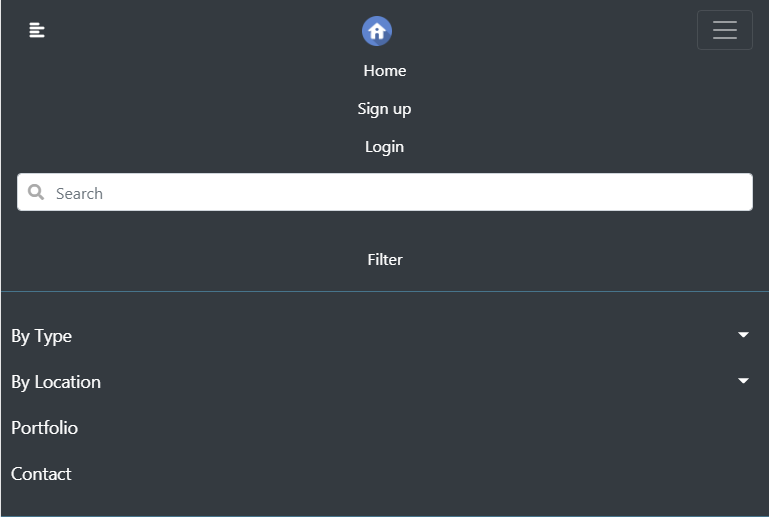 Home
Sign up
Login
Search
Filter
By Type
By Location
Portfolio
Contact